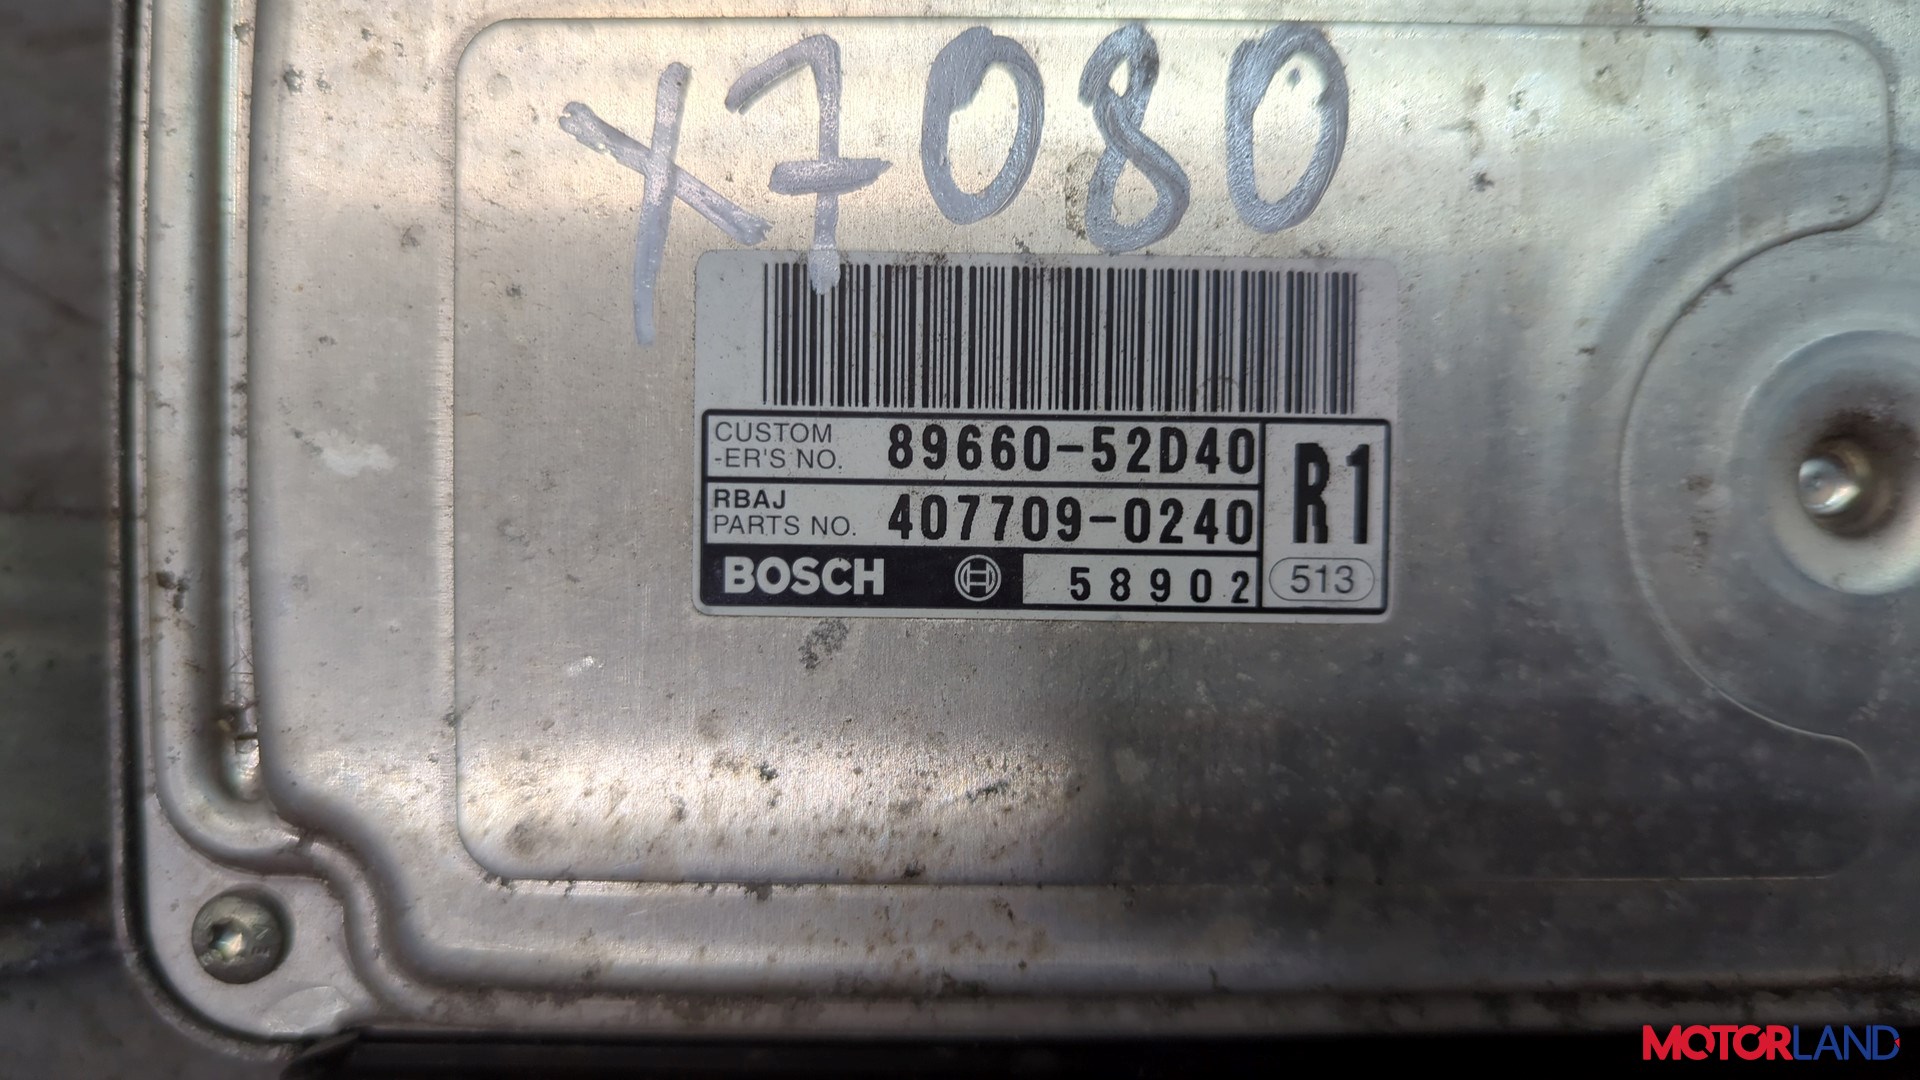 X7080
CUSTOM
-ER'S NO. 89660-52D40
RBAJ
PARTS NO. 407709-0240
R1
BOSCH 58902 513
MOTORLAND